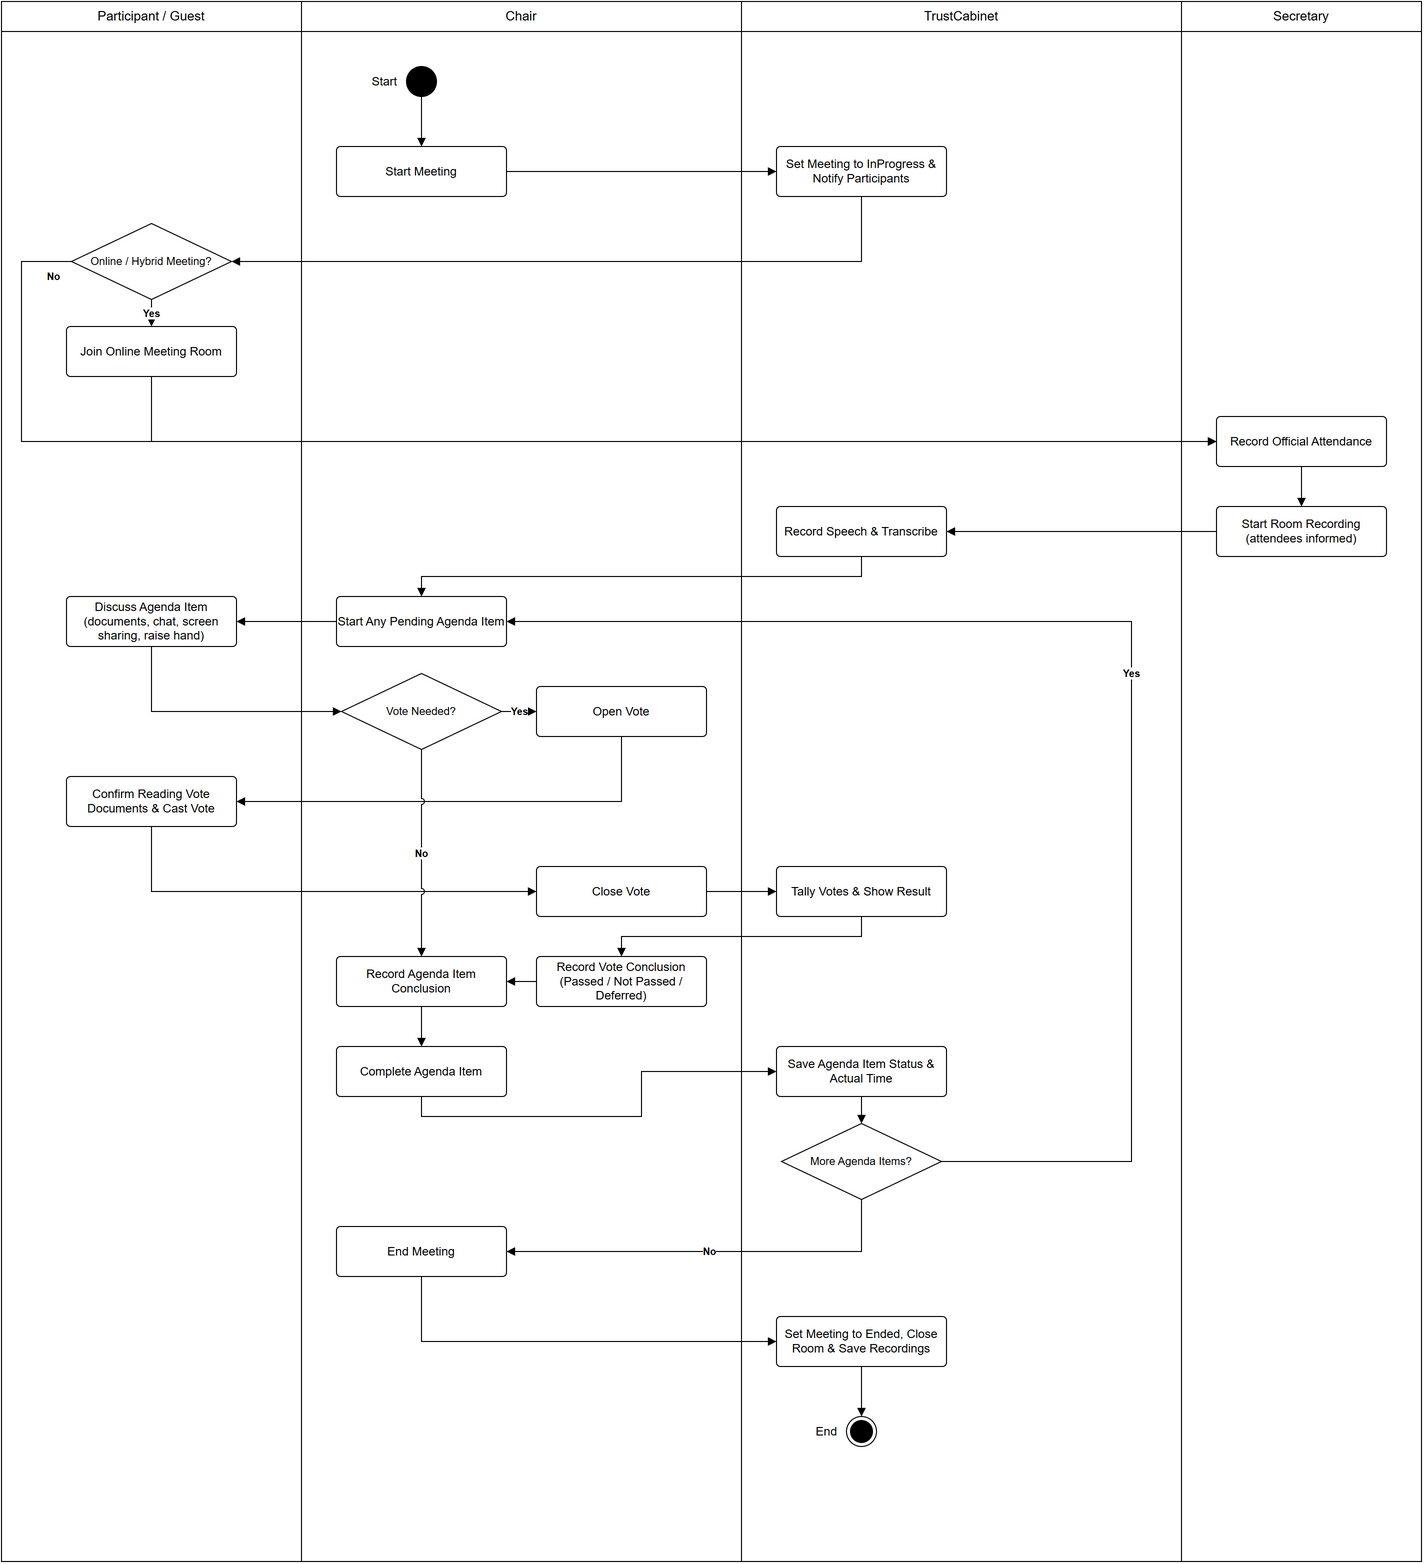 Participant / Guest
Chair
TrustCabinet
Secretary
Start
Start Meeting
Set Meeting to InProgress &
Notify Participants
Online / Hybrid Meeting?
No
Yes
Join Online Meeting Room
Record Official Attendance
Record Speech & Transcribe
Start Room Recording
(attendees informed)
Discuss Agenda Item
(documents, chat, screen
sharing, raise hand)
Start Any Pending Agenda Item
Yes
Vote Needed?
Yes
Open Vote
Confirm Reading Vote
Documents & Cast Vote
No
Close Vote
Tally Votes & Show Result
Record Agenda Item
Conclusion
Record Vote Conclusion
(Passed / Not Passed /
Deferred)
Complete Agenda Item
Save Agenda Item Status &
Actual Time
More Agenda Items?
End Meeting
No
Set Meeting to Ended, Close
Room & Save Recordings
End